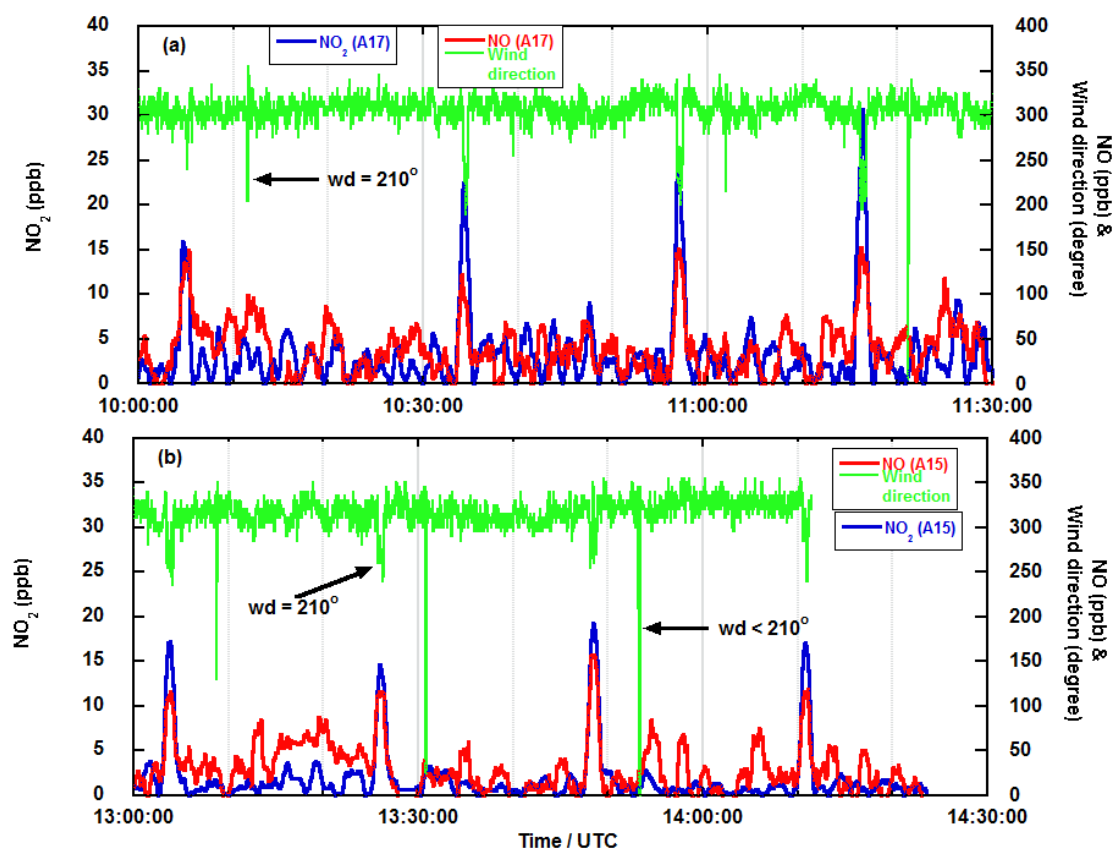 (a)
NO2 (A17)
NO (A17)
Wind
direction
40
35
30
25
20
15
10
5
0
NO2 (ppb)
400
350
300
250
200
150
100
50
0
NO (ppb) &
Wind direction (degree)
wd = 210°
10:00:00 10:30:00 11:00:00 11:30:00
(b)
NO (A15)
Wind
direction
NO2 (A15)
40
35
30
25
20
15
10
5
0
NO2 (ppb)
400
350
300
250
200
150
100
50
0
NO (ppb) &
Wind direction (degree)
wd = 210°
wd < 210°
13:00:00 13:30:00 14:00:00 14:30:00
Time / UTC